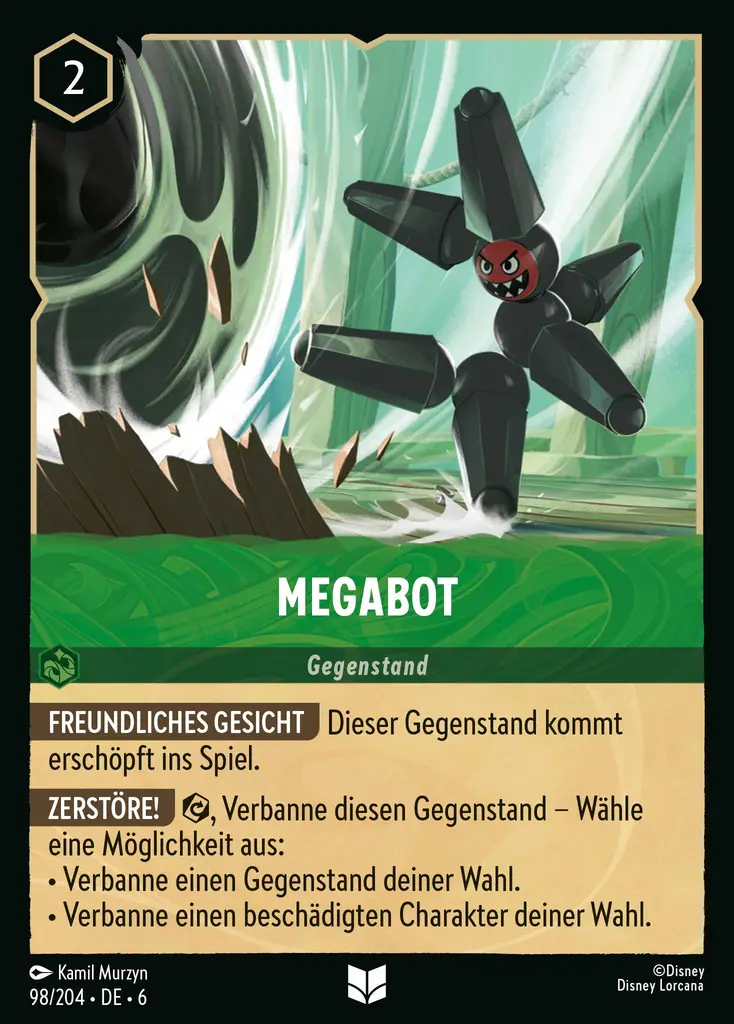 2
MEGABOT
Gegenstand
FREUNDLICHES GESICHT Dieser Gegenstand kommt
erschöpft ins Spiel.
ZERSTÖRE! , Verbanne diesen Gegenstand – Wähle
eine Möglichkeit aus:
• Verbanne einen Gegenstand deiner Wahl.
• Verbanne einen beschädigten Charakter deiner Wahl.
Kamil Murzyn
©Disney
98/204 • DE • 6
Disney Lorcana